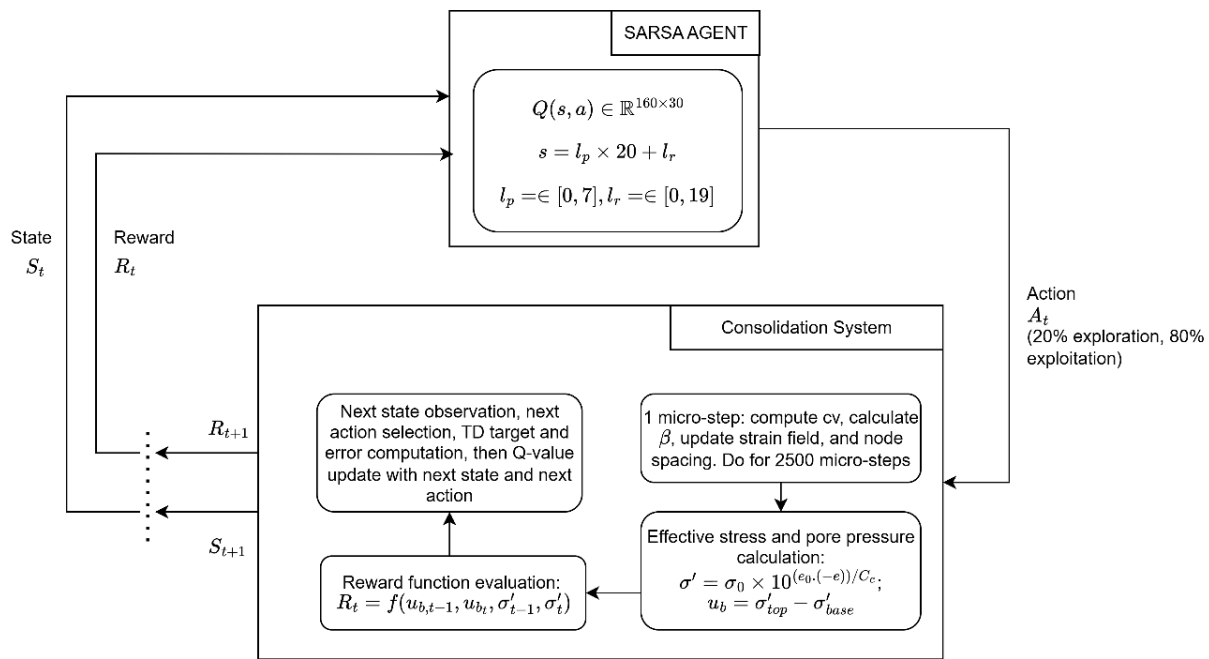 SARSA AGENT
Q(s, a) ∈ ℝ^{160×30}
s = l_p × 20 + l_r
l_p =∈ [0, 7], l_r =∈ [0, 19]
State
S_t
Reward
R_t
Action
A_t
(20% exploration, 80%
exploitation)
Consolidation System
R_{t+1}
S_{t+1}
Next state observation, next
action selection, TD target and
error computation, then Q-value
update with next state and next
action
1 micro-step: compute cv, calculate
β, update strain field, and node
spacing. Do for 2500 micro-steps
Effective stress and pore pressure
calculation:
σ′ = σ_0 × 10^{(e_0.(−e))/C_c};
u_b = σ′_{top} − σ′_{base}
Reward function evaluation:
R_t = f(u_{b,t−1}, u_{b_t}, σ′_{t−1}, σ′_t)